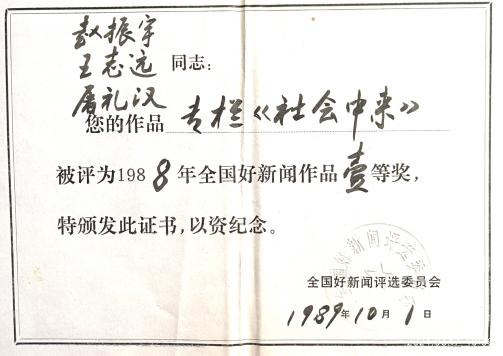 赵振宇
王志远 同志：
屠礼汉
您的作品 专栏《社会中来》
被评为1988年全国好新闻作品壹等奖，
特颁发此证书，以资纪念。
全国好新闻评选委员会
1989年10月1日